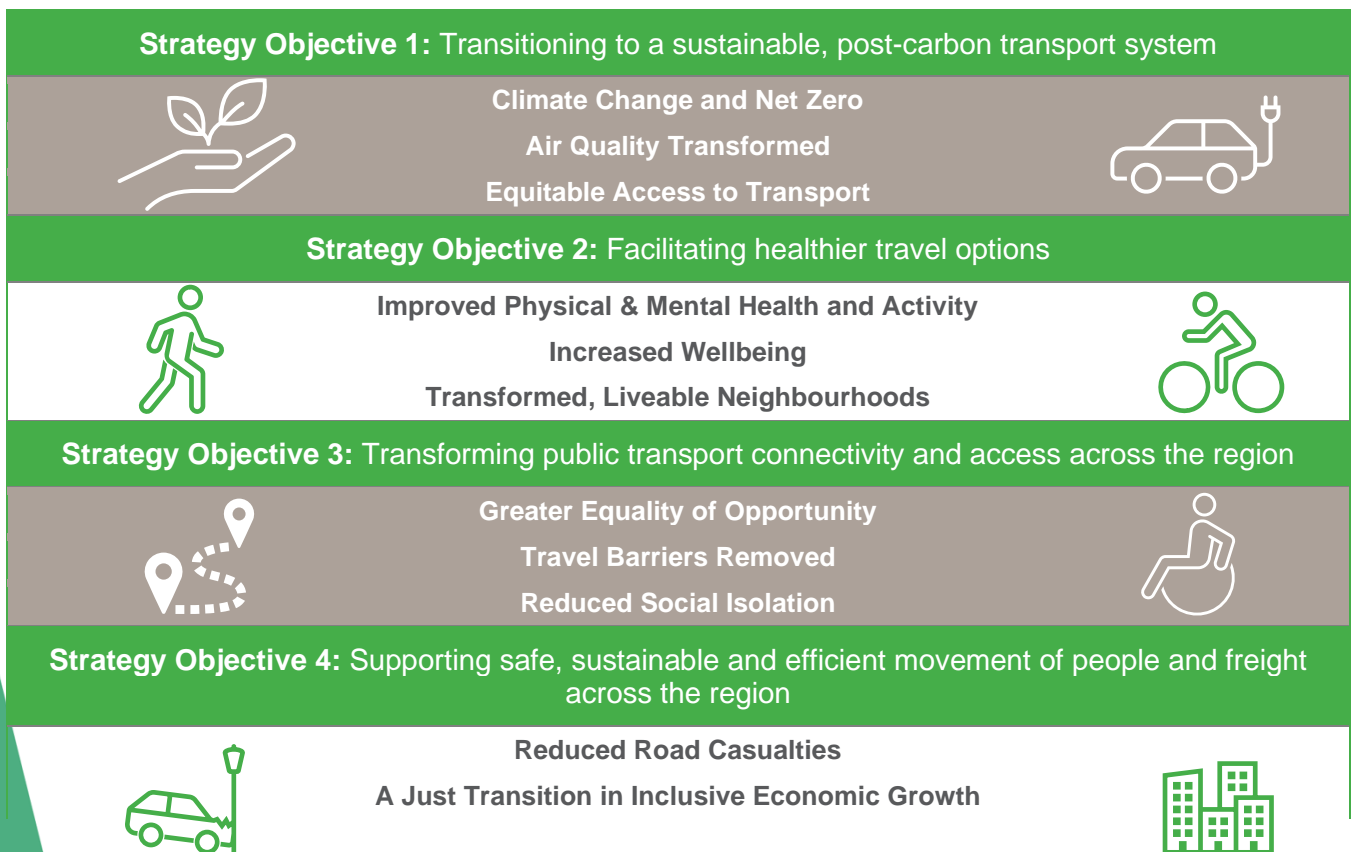 Strategy Objective 1: Transitioning to a sustainable, post-carbon transport system
Climate Change and Net Zero
Air Quality Transformed
Equitable Access to Transport
Strategy Objective 2: Facilitating healthier travel options
Improved Physical & Mental Health and Activity
Increased Wellbeing
Transformed, Liveable Neighbourhoods
Strategy Objective 3: Transforming public transport connectivity and access across the region
Greater Equality of Opportunity
Travel Barriers Removed
Reduced Social Isolation
Strategy Objective 4: Supporting safe, sustainable and efficient movement of people and freight
across the region
Reduced Road Casualties
A Just Transition in Inclusive Economic Growth